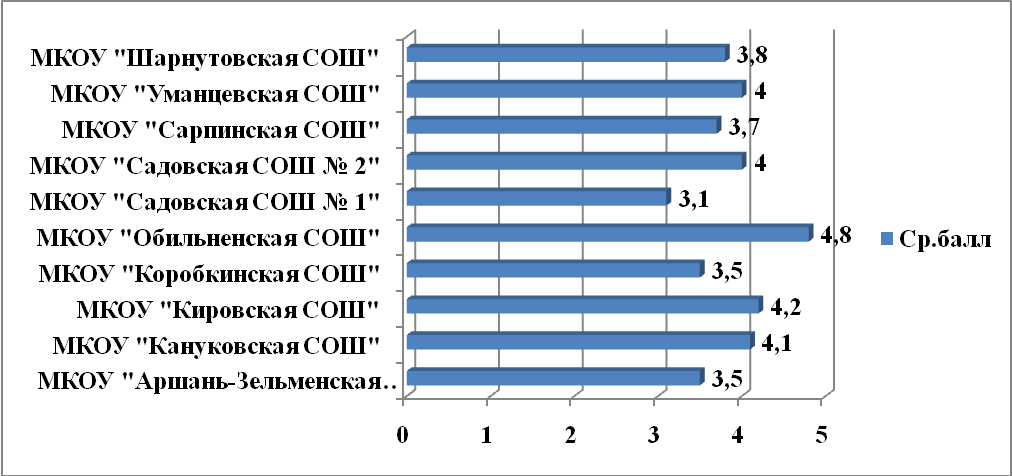 МКОУ "Шарнутовская СОШ" 3,8
МКОУ "Уманцевская СОШ" 4
МКОУ "Сарпинская СОШ" 3,7
МКОУ "Садовская СОШ № 2" 4
МКОУ "Садовская СОШ № 1" 3,1
МКОУ "Обильненская СОШ" 4,8
Ср.балл
МКОУ "Коробкинская СОШ" 3,5
МКОУ "Кировская СОШ" 4,2
МКОУ "Кануковская СОШ" 4,1
МКОУ "Аршань-Зельменская.. 3,5
0 1 2 3 4 5